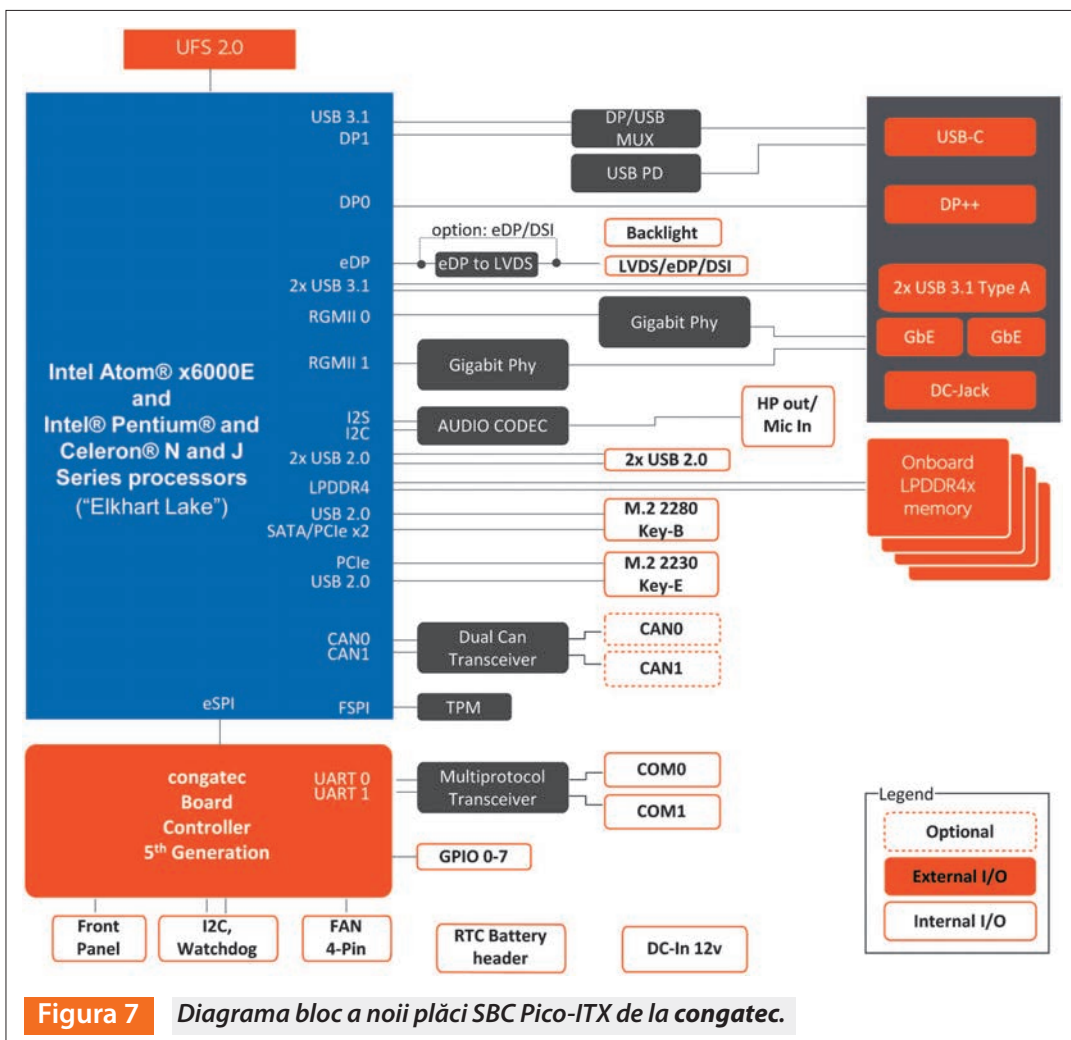 UFS 2.0
USB 3.1
DP1
DP/USB
MUX
USB-C
USB PD
DP0
DP++
option: eDP/DSI
Backlight
eDP
eDP to LVDS
LVDS/eDP/DSI
2x USB 3.1
2x USB 3.1 Type A
RGMII 0
Gigabit Phy
GbE
GbE
RGMII 1
Gigabit Phy
DC-Jack
Intel Atom® x6000E
and
Intel® Pentium® and
Celeron® N and J
Series processors
("Elkhart Lake")
I2S
I2C
AUDIO CODEC
HP out/
Mic In
2x USB 2.0
2x USB 2.0
LPDDR4
Onboard
LPDDR4x
memory
USB 2.0
SATA/PCIe x2
M.2 2280
Key-B
PCIe
USB 2.0
M.2 2230
Key-E
CAN0
CAN1
Dual Can
Transceiver
CAN0
CAN1
eSPI
FSPI
TPM
congatec
Board
Controller
5th Generation
UART 0
UART 1
Multiprotocol
Transceiver
COM0
COM1
GPIO 0-7
Legend
Optional
External I/O
Internal I/O
Front
Panel
I2C,
Watchdog
FAN
4-Pin
RTC Battery
header
DC-In 12v
Figura 7 Diagrama bloc a noii plăci SBC Pico-ITX de la congatec.